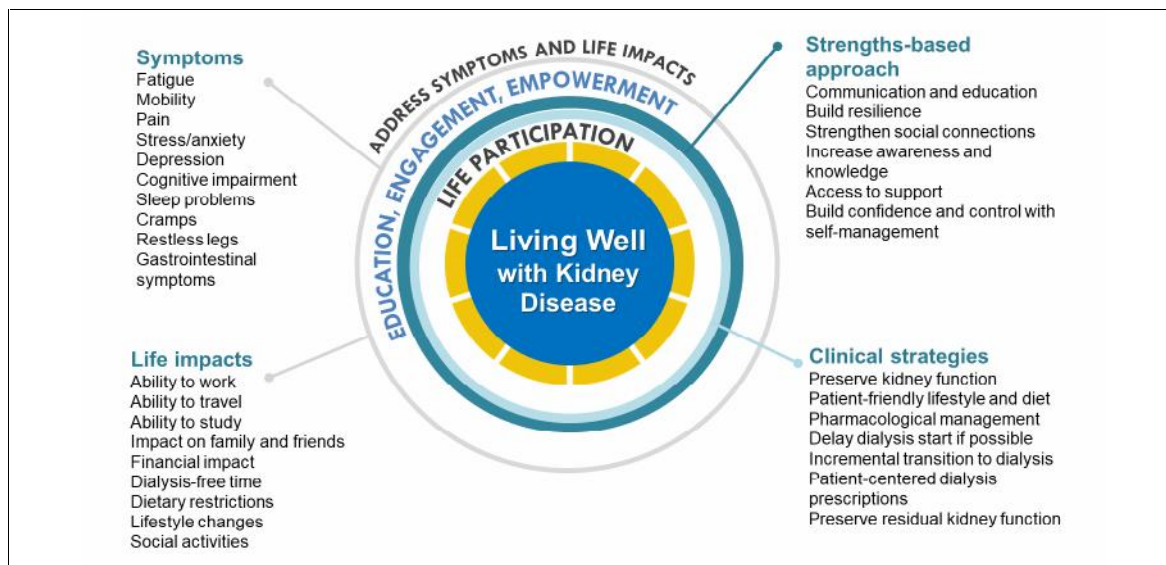 Symptoms
Fatigue
Mobility
Pain
Stress/anxiety
Depression
Cognitive impairment
Sleep problems
Cramps
Restless legs
Gastrointestinal
symptoms
Life impacts
Ability to work
Ability to travel
Ability to study
Impact on family and friends
Financial impact
Dialysis-free time
Dietary restrictions
Lifestyle changes
Social activities
ADDRESS SYMPTOMS AND LIFE IMPACTS
EDUCATION, ENGAGEMENT, EMPOWERMENT
LIFE PARTICIPATION
Living Well
with Kidney
Disease
Strengths-based
approach
Communication and education
Build resilience
Strengthen social connections
Increase awareness and
knowledge
Access to support
Build confidence and control with
self-management
Clinical strategies
Preserve kidney function
Patient-friendly lifestyle and diet
Pharmacological management
Delay dialysis start if possible
Incremental transition to dialysis
Patient-centered dialysis
prescriptions
Preserve residual kidney function